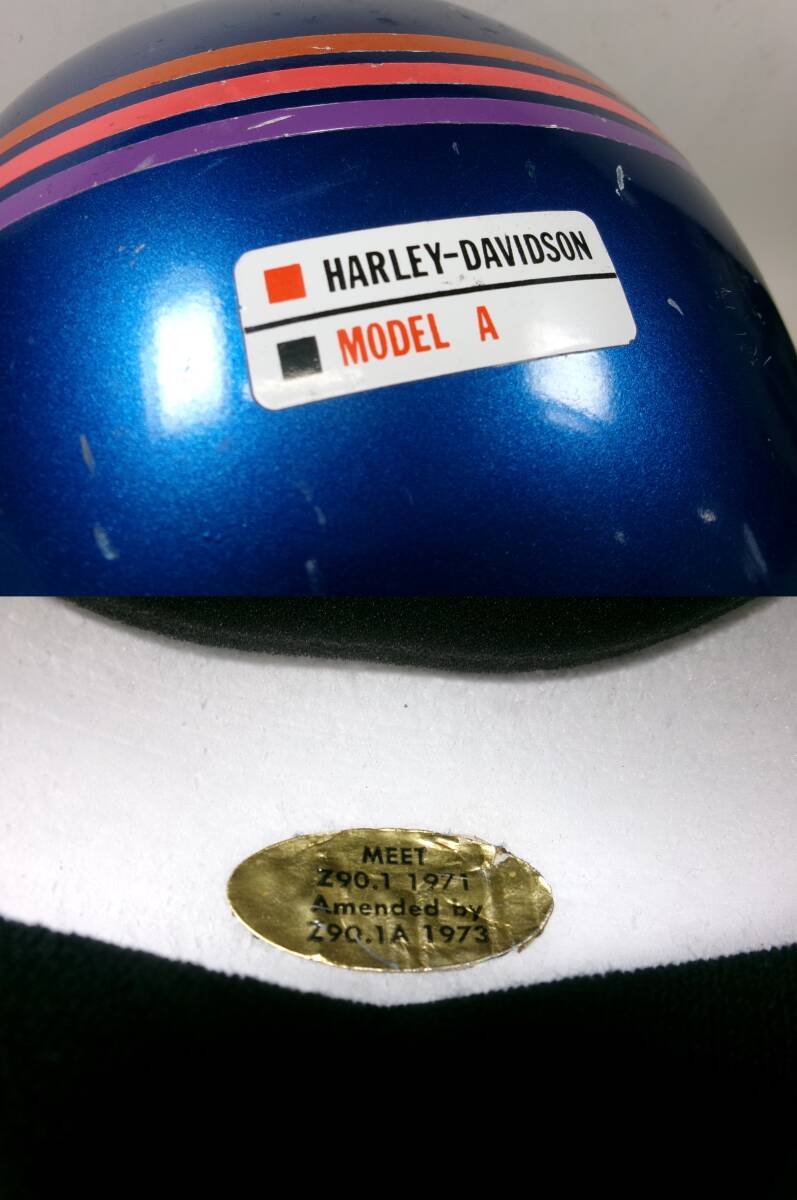 HARLEY-DAVIDSON
MODEL A
MEET
Z90.1 1971
Amended by
Z90.1A 1973